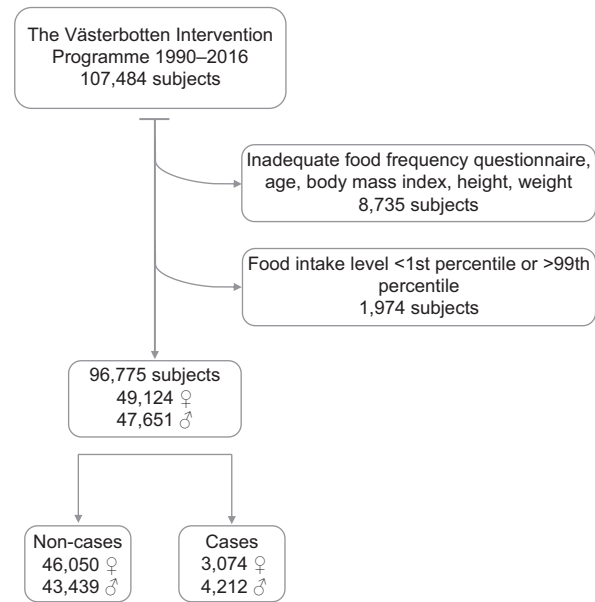 The Västerbotten Intervention
Programme 1990–2016
107,484 subjects
Inadequate food frequency questionnaire,
age, body mass index, height, weight
8,735 subjects
Food intake level <1st percentile or >99th
percentile
1,974 subjects
96,775 subjects
49,124 ♀
47,651 ♂
Non-cases
46,050 ♀
43,439 ♂
Cases
3,074 ♀
4,212 ♂